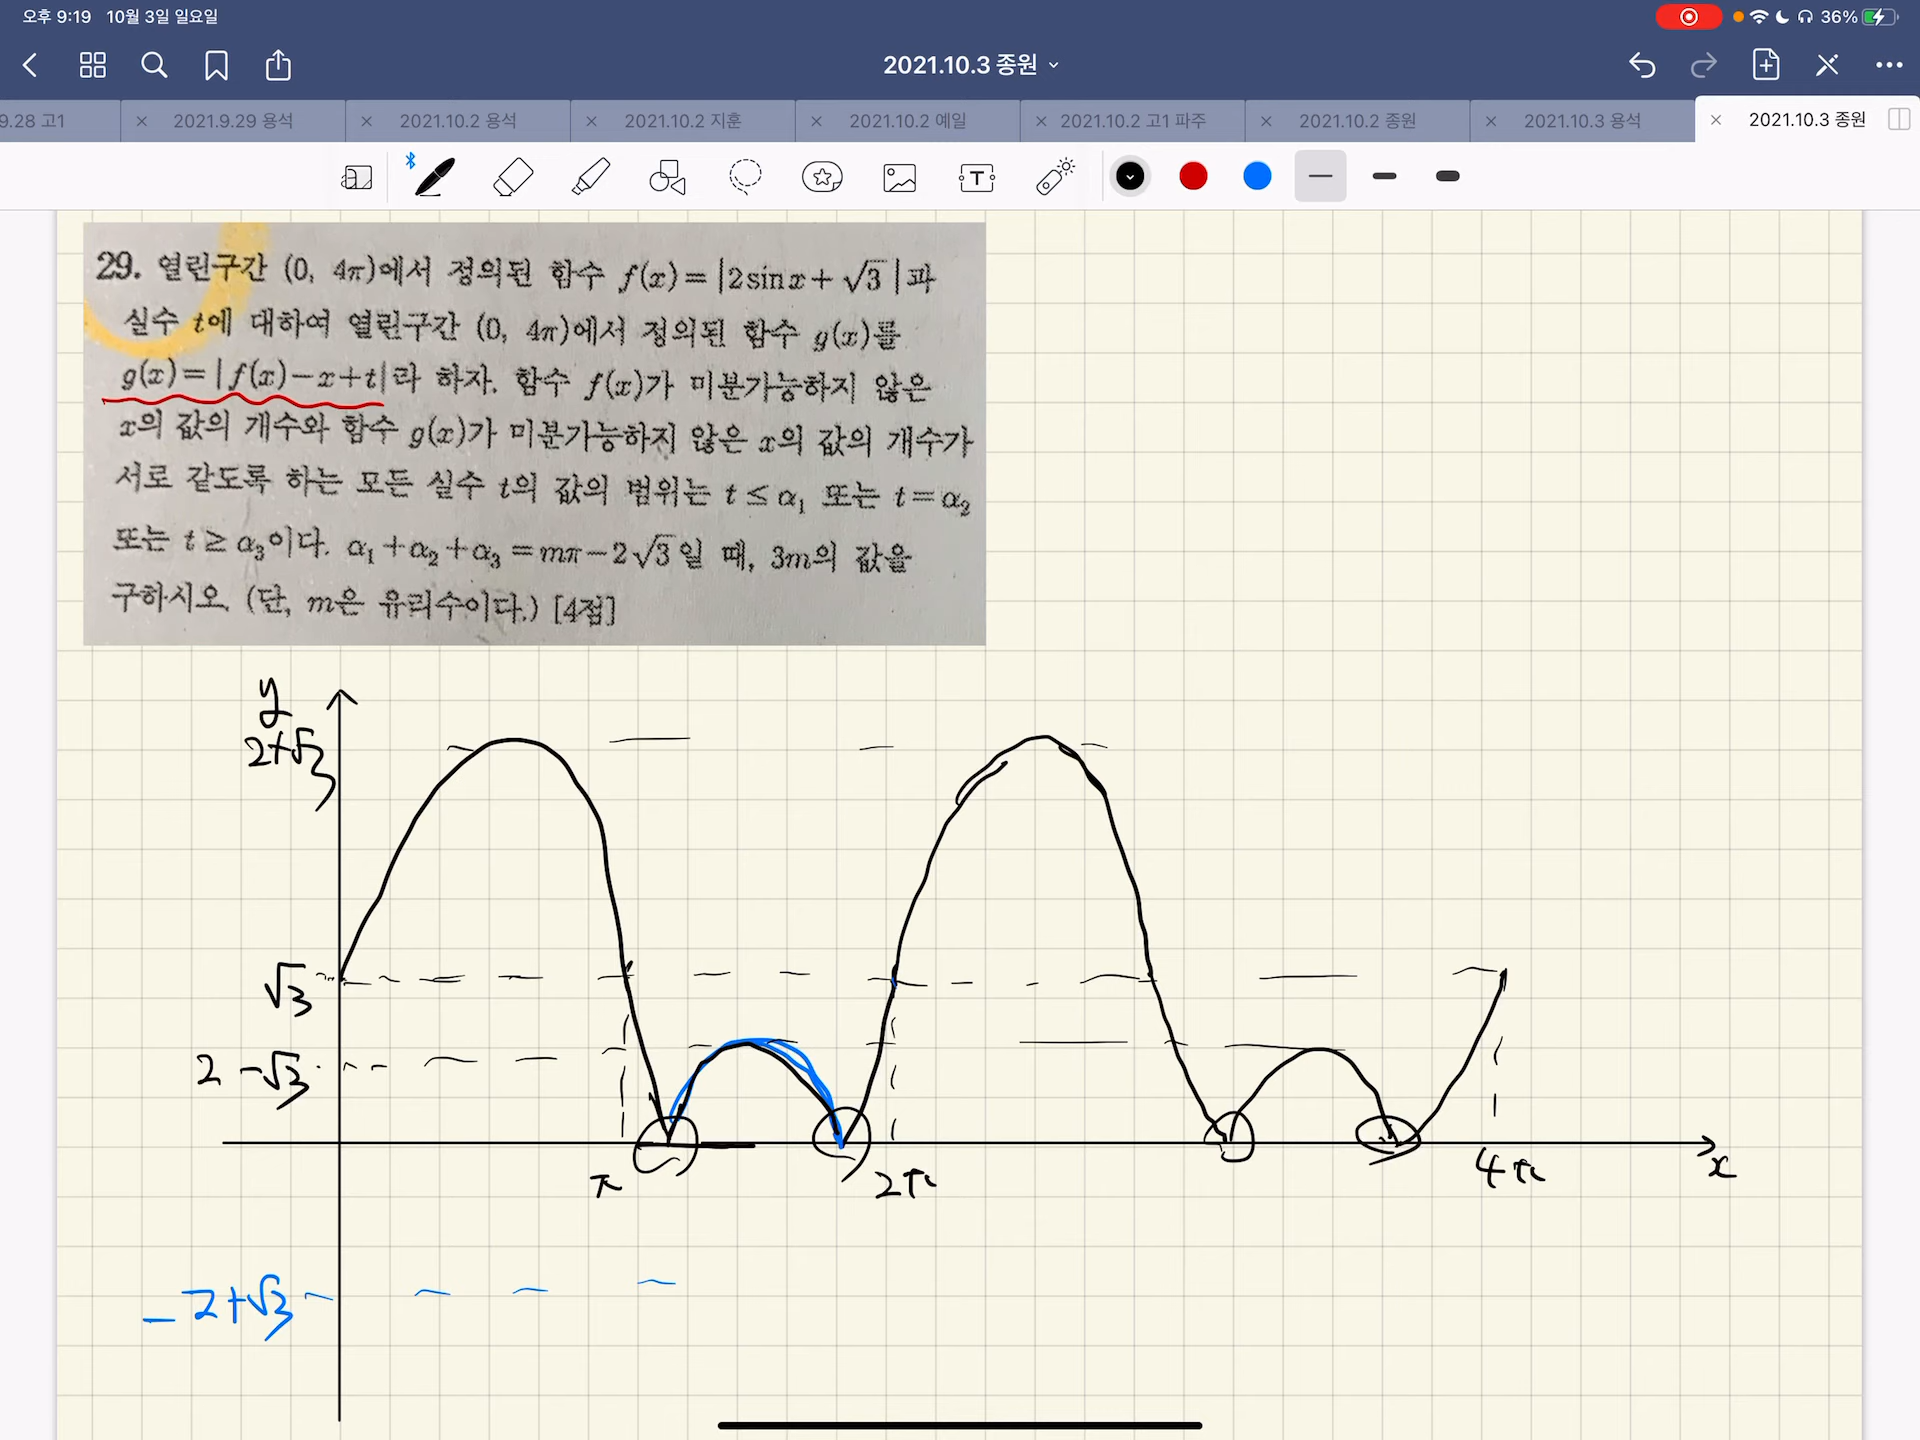 오후 9:19 10월 3일 일요일
36%
2021.10.3 종원
9.28 고1
2021.9.29 용석
2021.10.2 용석
2021.10.2 지훈
2021.10.2 예일
2021.10.2 고1 파주
2021.10.2 종원
2021.10.3 용석
2021.10.3 종원
29. 열린구간 (0, 4π)에서 정의된 함수 f(x)=|2sinx+√3|과
실수 t에 대하여 열린구간 (0, 4π)에서 정의된 함수 g(x)를
g(x)=|f(x)-x+t|라 하자. 함수 f(x)가 미분가능하지 않은
x의 값의 개수와 함수 g(x)가 미분가능하지 않은 x의 값의 개수가
서로 같도록 하는 모든 실수 t의 값의 범위는 t≤α₁ 또는 t=α₂
또는 t≥α₃이다. α₁+α₂+α₃=mπ-2√3일 때, 3m의 값을
구하시오. (단, m은 유리수이다.) [4점]
y
2+√3
√3
2-√3
π
2π
4π
x
-2+√3